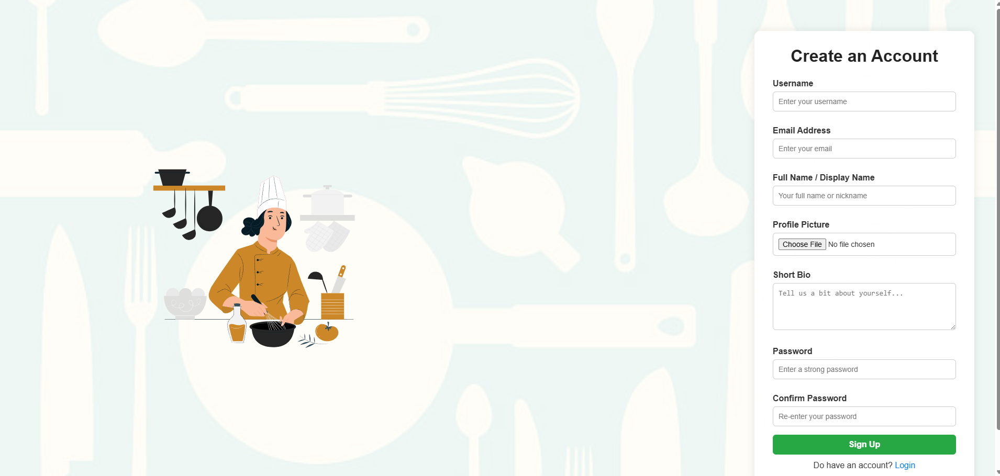 Create an Account
Username
Enter your username
Email Address
Enter your email
Full Name / Display Name
Your full name or nickname
Profile Picture
Choose File No file chosen
Short Bio
Tell us a bit about yourself...
Password
Enter a strong password
Confirm Password
Re-enter your password
Sign Up
Do have an account? Login